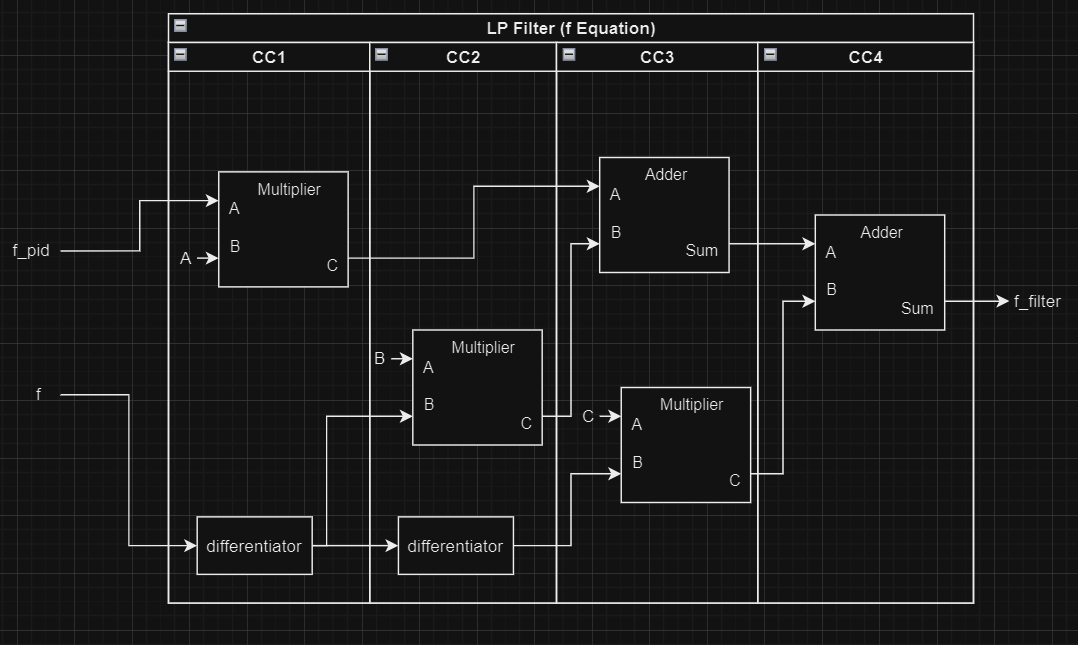 LP Filter (f Equation)
CC1
CC2
CC3
CC4
f_pid
A
Multiplier
A
B
C
Adder
A
B
Sum
Adder
A
B
Sum
f_filter
f
B
Multiplier
A
B
C
C
Multiplier
A
B
C
differentiator
differentiator